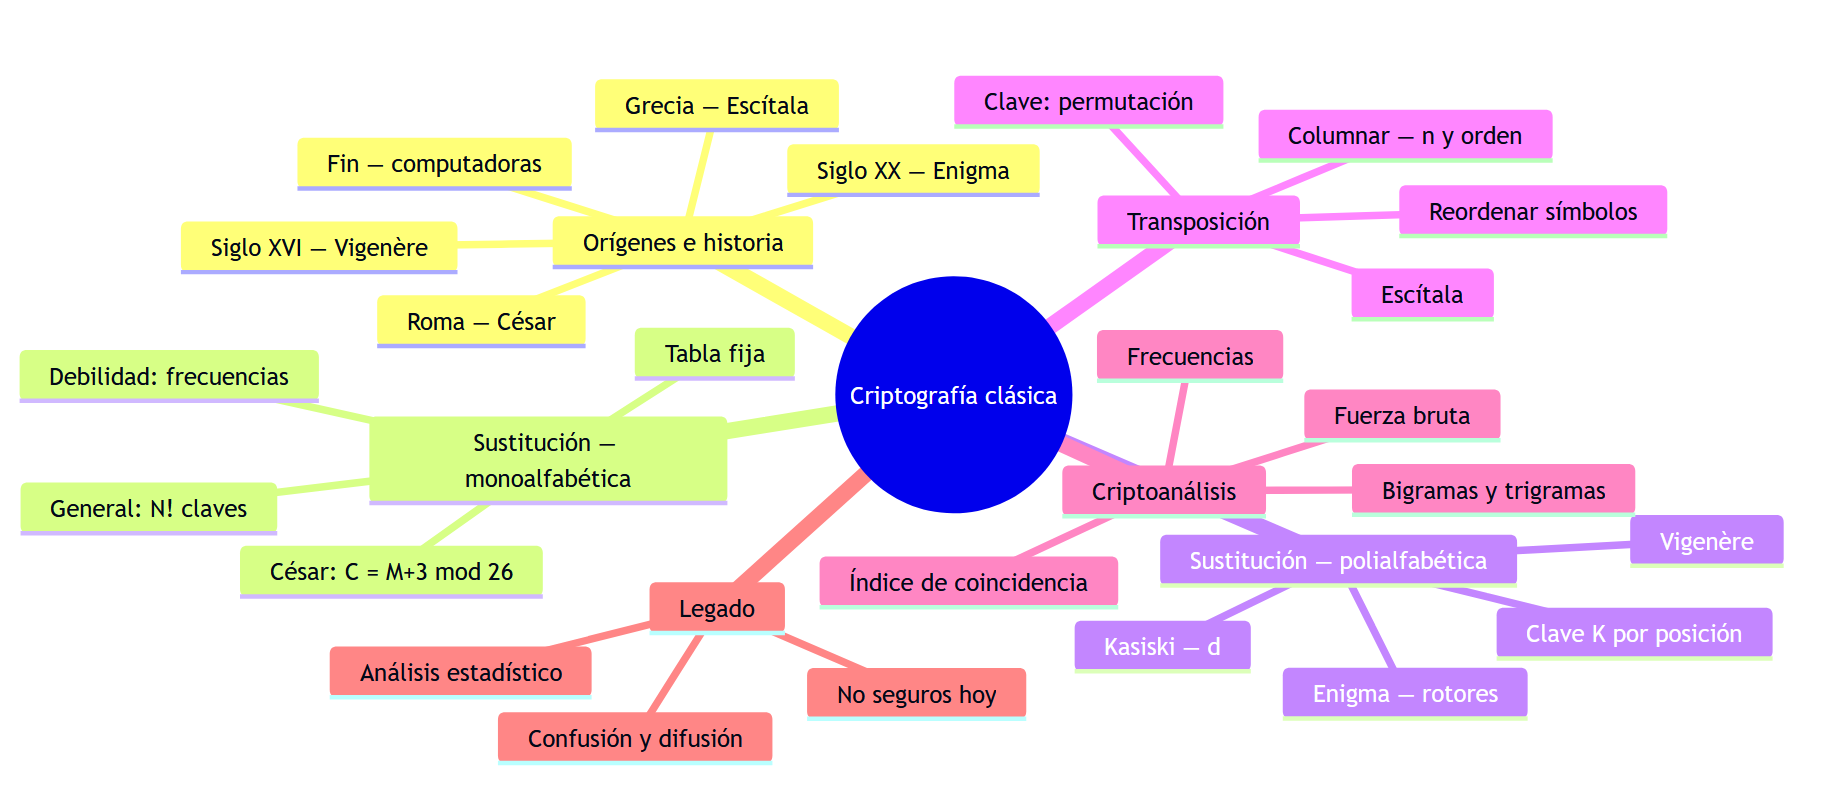 Criptografía clásica
Orígenes e historia
Grecia — Escítala
Fin — computadoras
Siglo XX — Enigma
Siglo XVI — Vigenère
Roma — César
Sustitución —
monoalfabética
Tabla fija
Debilidad: frecuencias
General: N! claves
César: C = M+3 mod 26
Legado
Análisis estadístico
No seguros hoy
Confusión y difusión
Transposición
Clave: permutación
Columnar — n y orden
Reordenar símbolos
Escítala
Criptoanálisis
Frecuencias
Fuerza bruta
Bigramas y trigramas
Índice de coincidencia
Sustitución — polialfabética
Vigenère
Clave K por posición
Kasiski — d
Enigma — rotores